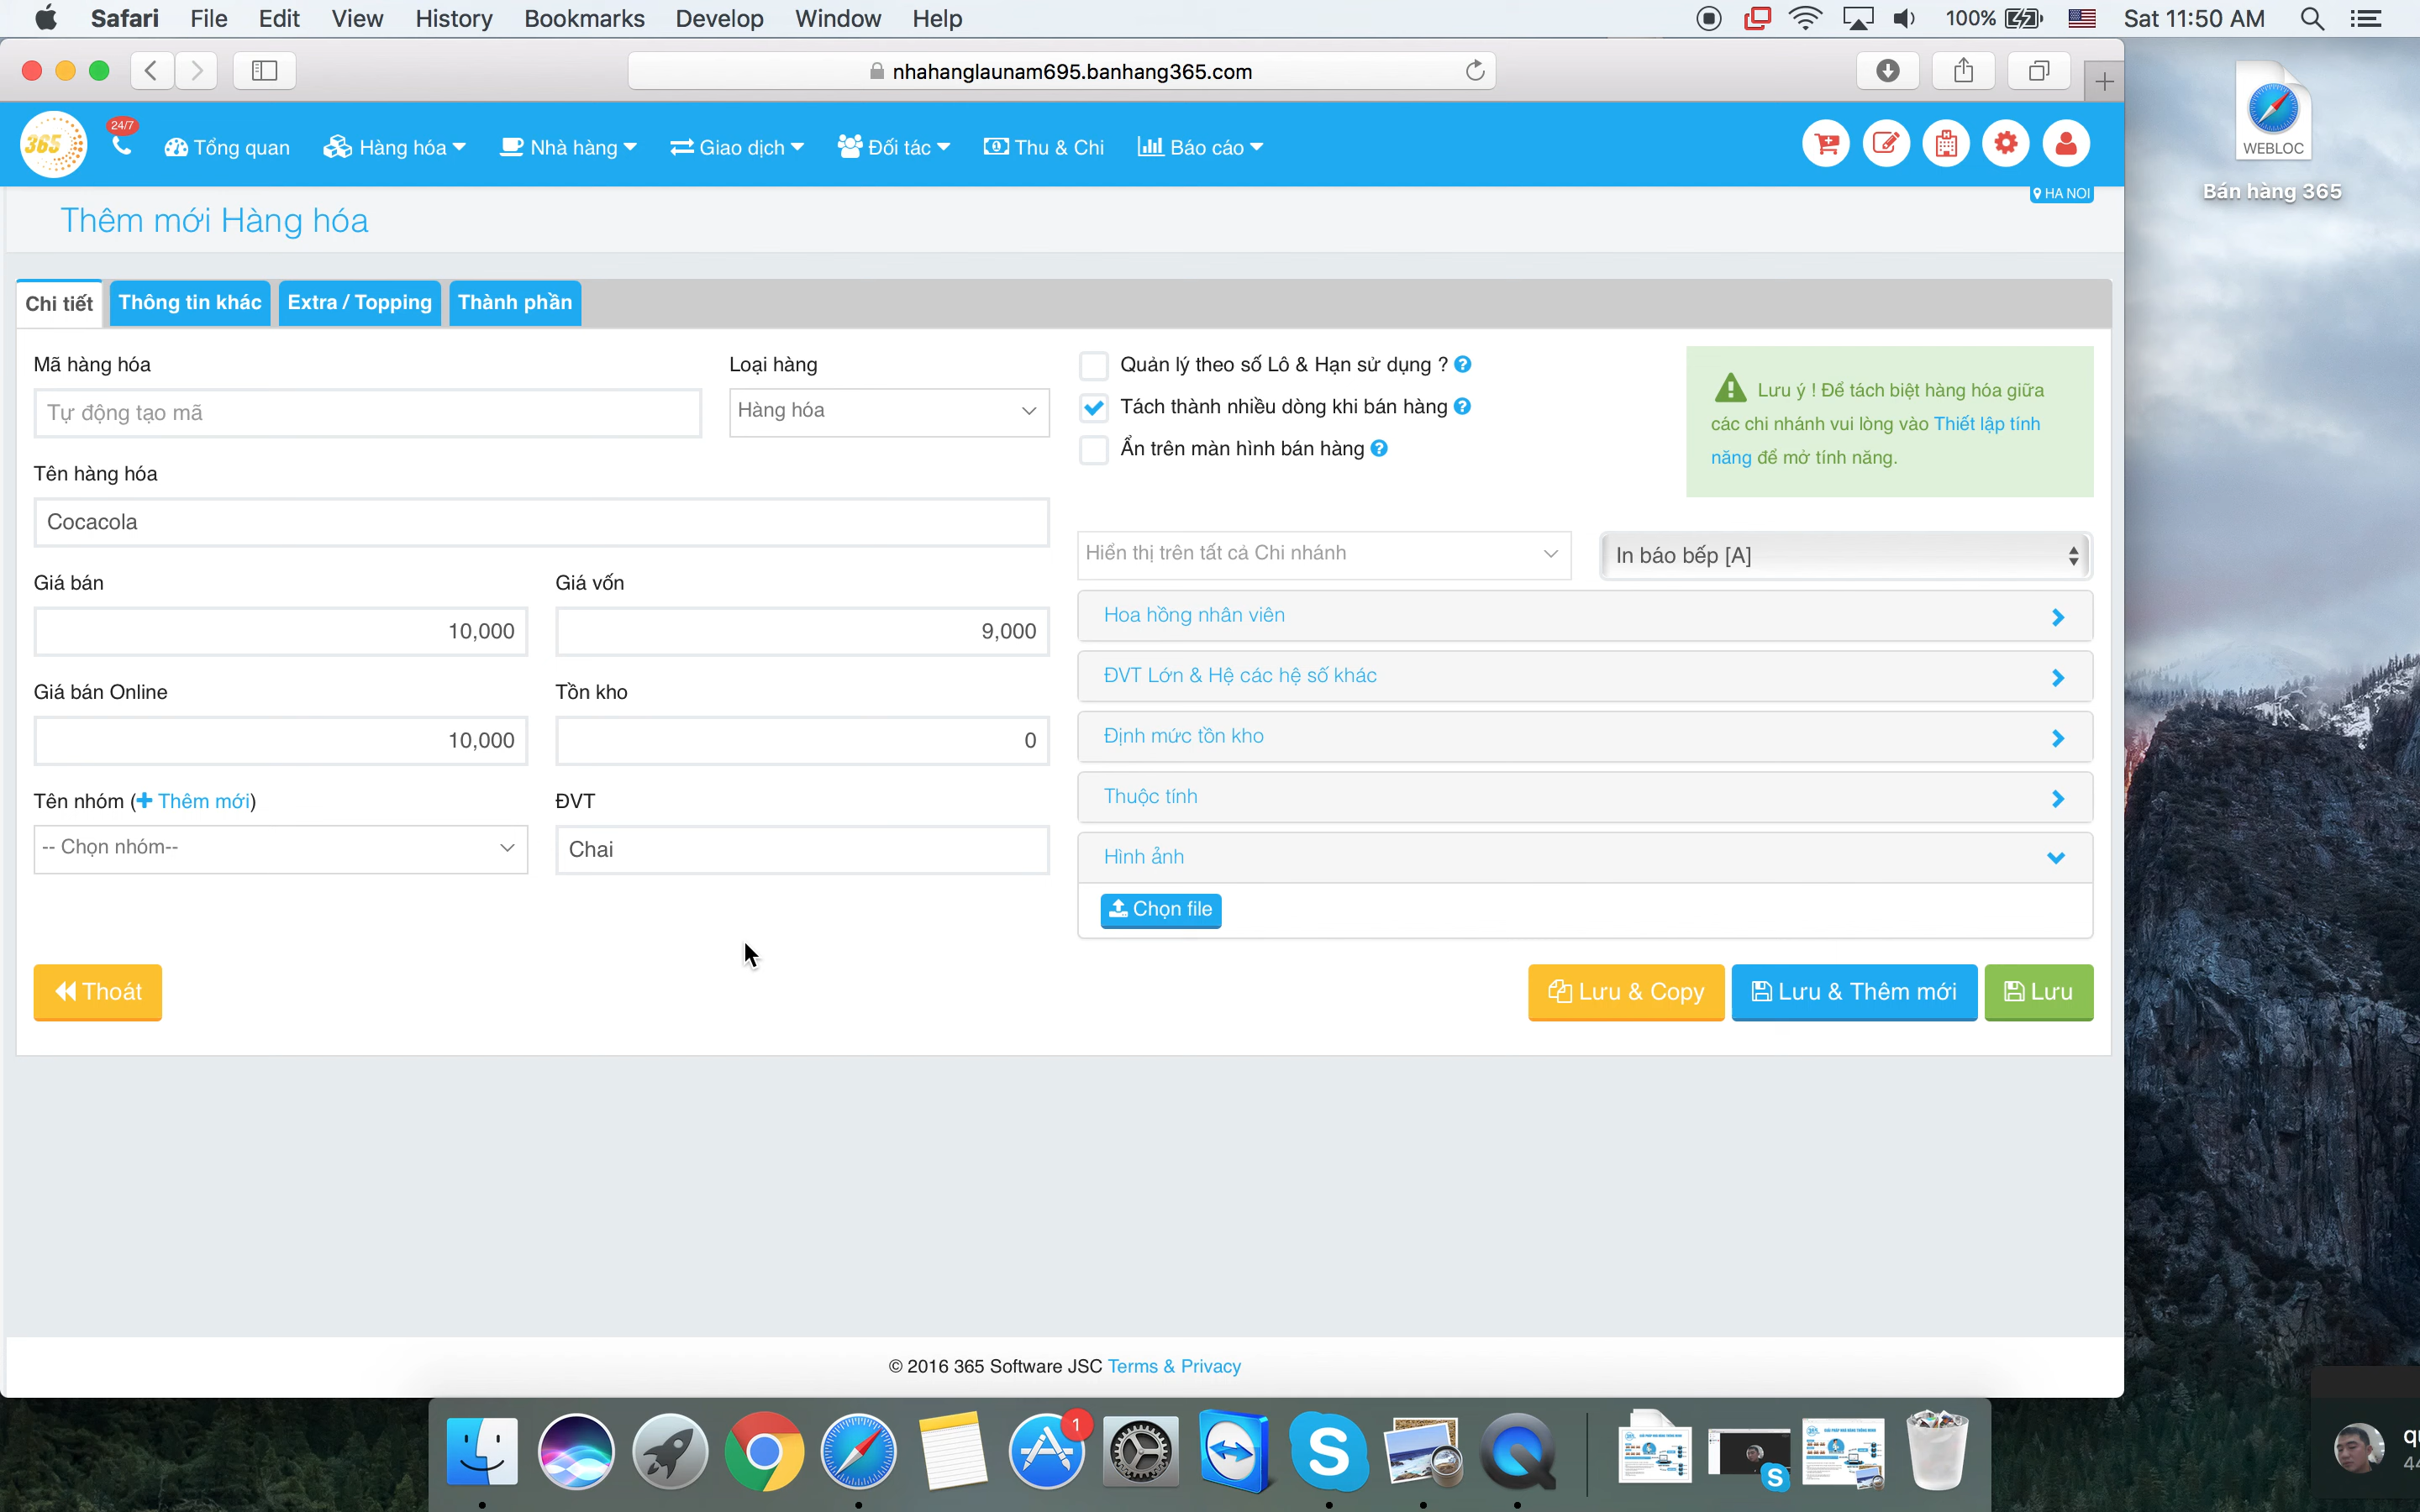 Safari File Edit View History Bookmarks Develop Window Help 100% Sat 11:50 AM
nhahanglaunam695.banhang365.com
365 24/7 Tổng quan Hàng hóa Nhà hàng Giao dịch Đối tác Thu & Chi Báo cáo
HA NOI
WEBLOC
Bán hàng 365
Thêm mới Hàng hóa
Chi tiết Thông tin khác Extra / Topping Thành phần
Mã hàng hóa Loại hàng
Tự động tạo mã Hàng hóa
Tên hàng hóa
Cocacola
Giá bán Giá vốn
10,000 9,000
Giá bán Online Tồn kho
10,000 0
Tên nhóm (+ Thêm mới) ĐVT
-- Chọn nhóm-- Chai
Quản lý theo số Lô & Hạn sử dụng ?
Tách thành nhiều dòng khi bán hàng
Ẩn trên màn hình bán hàng
Lưu ý ! Để tách biệt hàng hóa giữa
các chi nhánh vui lòng vào Thiết lập tính
năng để mở tính năng.
Hiển thị trên tất cả Chi nhánh In báo bếp [A]
Hoa hồng nhân viên
ĐVT Lớn & Hệ các hệ số khác
Định mức tồn kho
Thuộc tính
Hình ảnh
Chọn file
Thoát Lưu & Copy Lưu & Thêm mới Lưu
© 2016 365 Software JSC Terms & Privacy
1